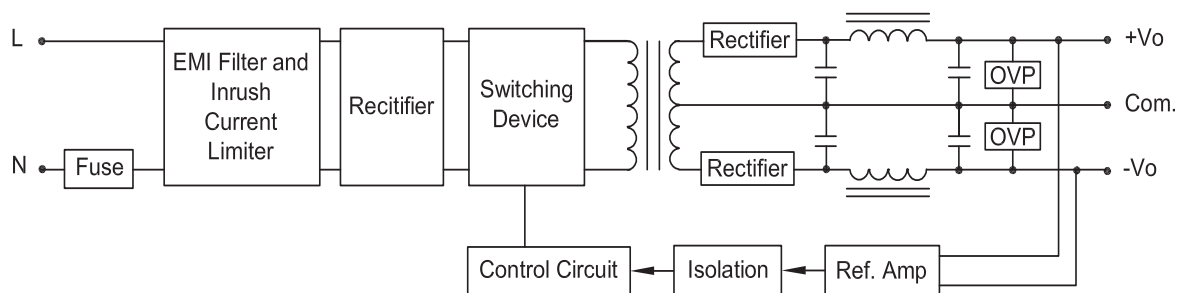 L
N
Fuse
EMI Filter and
Inrush
Current
Limiter
Recitifier
Switching
Device
Rectifier
Rectifier
OVP
OVP
+Vo
Com.
-Vo
Control Circuit
Isolation
Ref. Amp